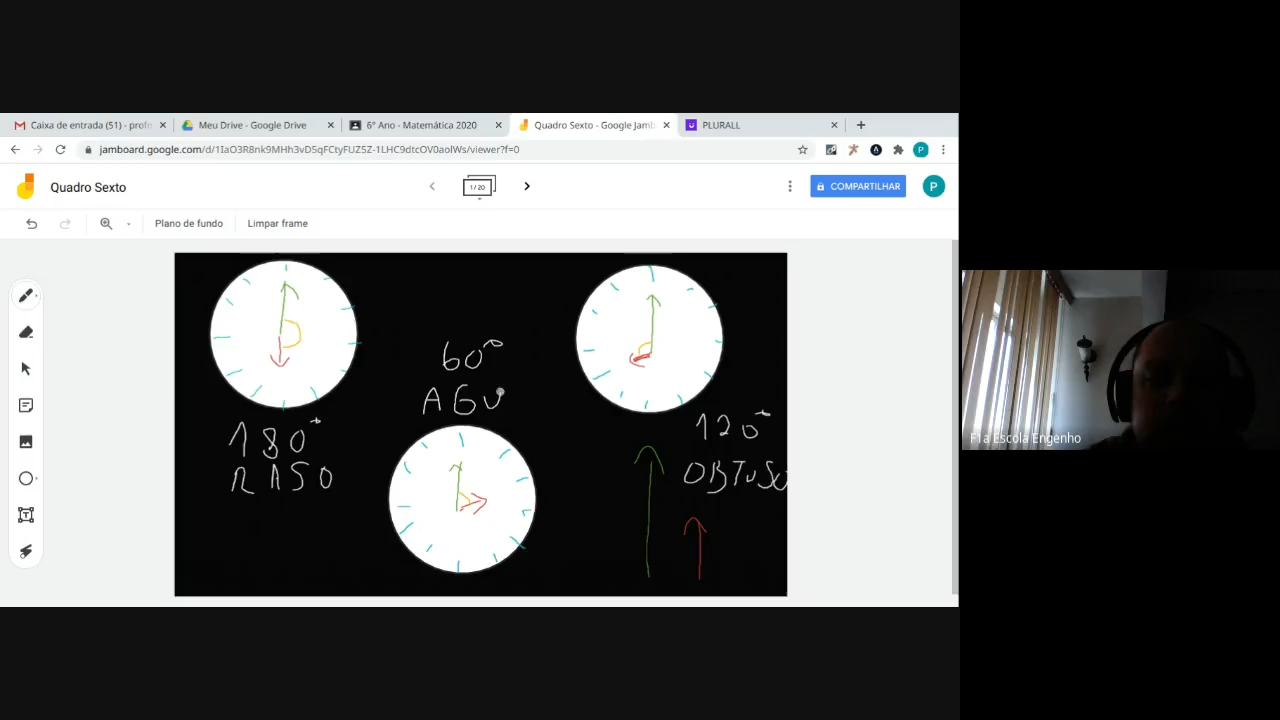 Caixa de entrada (51) - profe
Meu Drive - Google Drive
6° Ano - Matemática 2020
Quadro Sexto - Google Jamb
PLURALL
jamboard.google.com/d/1IaO3R8nk9MHh3vD5qFCtyFUZ5Z-1LHC9dtcOV0aolWs/viewer?f=0
P
Quadro Sexto
1 / 20
COMPARTILHAR
P
Plano de fundo
Limpar frame
180°
RASO
60°
AGU
120°
OBTUSO
F1a Escola Engenho